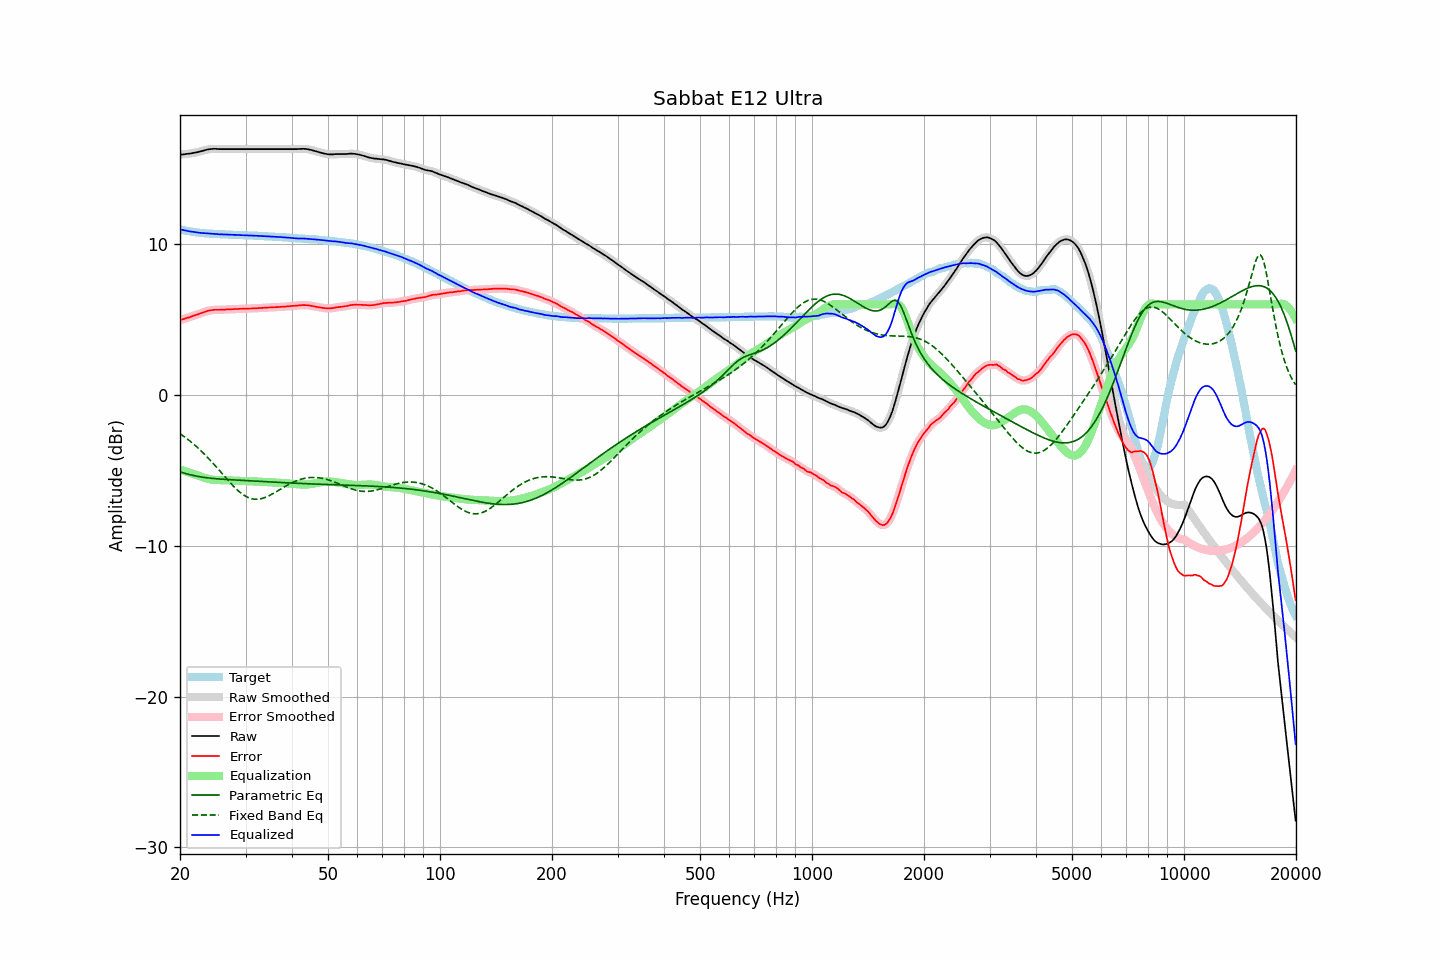 Sabbat E12 Ultra
Amplitude (dBr)
10
0
−10
−20
−30
Target
Raw Smoothed
Error Smoothed
Raw
Error
Equalization
Parametric Eq
Fixed Band Eq
Equalized
20 50 100 200 500 1000 2000 5000 10000 20000
Frequency (Hz)